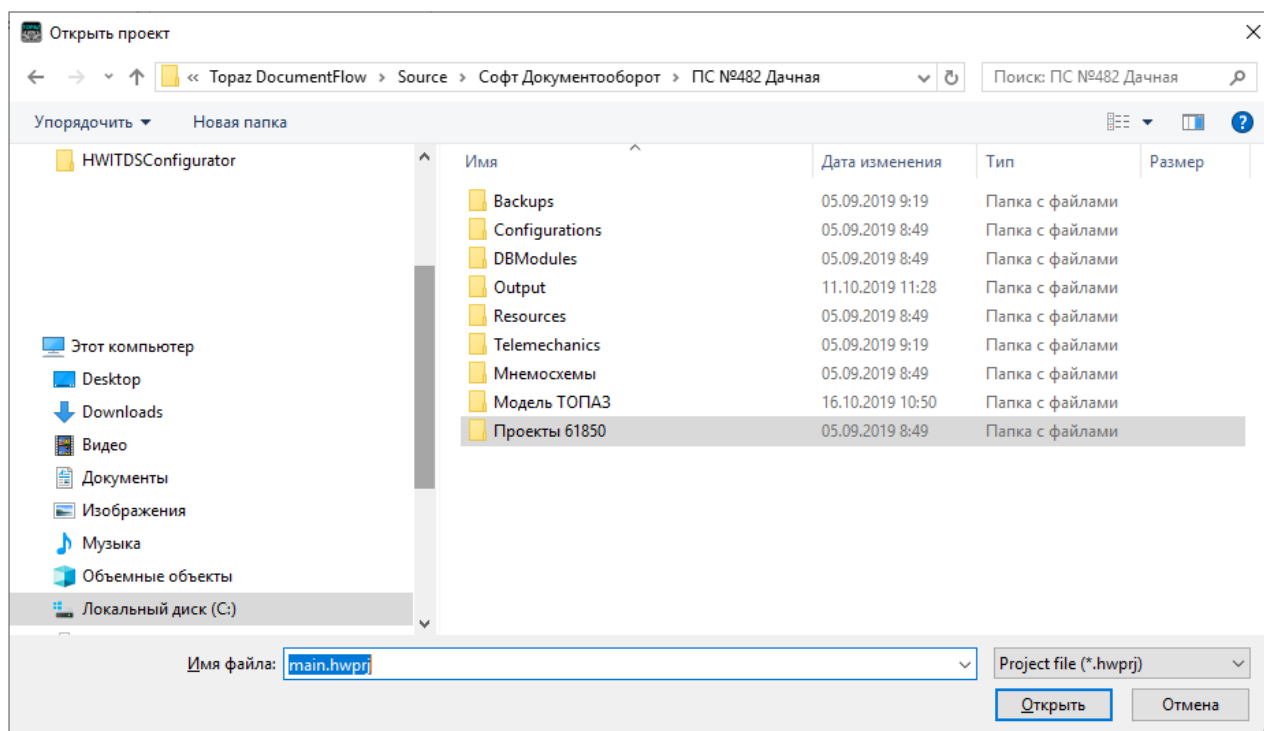 Открыть проект
« Topaz DocumentFlow › Source › Софт Документооборот › ПС №482 Дачная
Поиск: ПС №482 Дачная
Упорядочить
Новая папка
HWITDSConfigurator
Этот компьютер
Desktop
Downloads
Видео
Документы
Изображения
Музыка
Объемные объекты
Локальный диск (C:)
Имя Дата изменения Тип Размер
Backups 05.09.2019 9:19 Папка с файлами
Configurations 05.09.2019 8:49 Папка с файлами
DBModules 05.09.2019 8:49 Папка с файлами
Output 11.10.2019 11:28 Папка с файлами
Resources 05.09.2019 8:49 Папка с файлами
Telemechanics 05.09.2019 9:19 Папка с файлами
Мнемосхемы 05.09.2019 8:49 Папка с файлами
Модель ТОПАЗ 16.10.2019 10:50 Папка с файлами
Проекты 61850 05.09.2019 8:49 Папка с файлами
Имя файла: main.hwprj
Project file (*.hwprj)
Открыть
Отмена